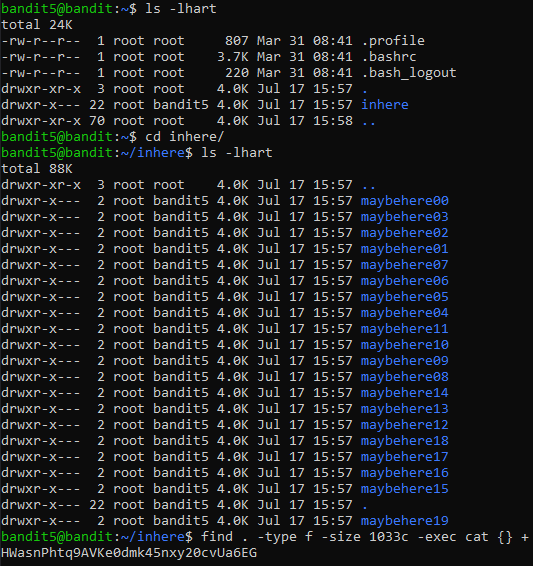 bandit5@bandit:~$ ls -lhart
total 24K
-rw-r--r--  1 root root     807 Mar 31 08:41 .profile
-rw-r--r--  1 root root    3.7K Mar 31 08:41 .bashrc
-rw-r--r--  1 root root     220 Mar 31 08:41 .bash_logout
drwxr-xr-x  3 root root    4.0K Jul 17 15:57 .
drwxr-x--- 22 root bandit5 4.0K Jul 17 15:57 inhere
drwxr-xr-x 70 root root    4.0K Jul 17 15:58 ..
bandit5@bandit:~$ cd inhere/
bandit5@bandit:~/inhere$ ls -lhart
total 88K
drwxr-xr-x  3 root root    4.0K Jul 17 15:57 ..
drwxr-x---  2 root bandit5 4.0K Jul 17 15:57 maybehere00
drwxr-x---  2 root bandit5 4.0K Jul 17 15:57 maybehere03
drwxr-x---  2 root bandit5 4.0K Jul 17 15:57 maybehere02
drwxr-x---  2 root bandit5 4.0K Jul 17 15:57 maybehere01
drwxr-x---  2 root bandit5 4.0K Jul 17 15:57 maybehere07
drwxr-x---  2 root bandit5 4.0K Jul 17 15:57 maybehere06
drwxr-x---  2 root bandit5 4.0K Jul 17 15:57 maybehere05
drwxr-x---  2 root bandit5 4.0K Jul 17 15:57 maybehere04
drwxr-x---  2 root bandit5 4.0K Jul 17 15:57 maybehere11
drwxr-x---  2 root bandit5 4.0K Jul 17 15:57 maybehere10
drwxr-x---  2 root bandit5 4.0K Jul 17 15:57 maybehere09
drwxr-x---  2 root bandit5 4.0K Jul 17 15:57 maybehere08
drwxr-x---  2 root bandit5 4.0K Jul 17 15:57 maybehere14
drwxr-x---  2 root bandit5 4.0K Jul 17 15:57 maybehere13
drwxr-x---  2 root bandit5 4.0K Jul 17 15:57 maybehere12
drwxr-x---  2 root bandit5 4.0K Jul 17 15:57 maybehere18
drwxr-x---  2 root bandit5 4.0K Jul 17 15:57 maybehere17
drwxr-x---  2 root bandit5 4.0K Jul 17 15:57 maybehere16
drwxr-x---  2 root bandit5 4.0K Jul 17 15:57 maybehere15
drwxr-x--- 22 root bandit5 4.0K Jul 17 15:57 .
drwxr-x---  2 root bandit5 4.0K Jul 17 15:57 maybehere19
bandit5@bandit:~/inhere$ find . -type f -size 1033c -exec cat {} +
HWasnPhtq9AVKe0dmk45nxy20cvUa6EG